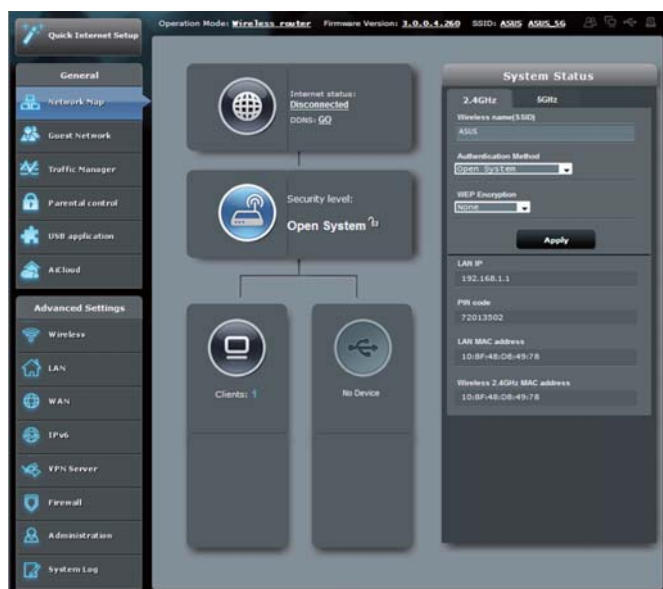 Quick Internet Setup
Operation Mode: Wireless router Firmware Version: 3.0.0.4.260 SSID: ASUS ASUS_5G
General
Network Map
Guest Network
Traffic Manager
Parental control
USB application
AiCloud
Advanced Settings
Wireless
LAN
WAN
IPv6
VPN Server
Firewall
Administration
System Log
Internet status:
Disconnected
DDNS: GO
Security level:
Open System
Clients: 1
No Device
System Status
2.4GHz 5GHz
Wireless name(SSID)
ASUS
Authentication Method
Open System
WEP Encryption
None
Apply
LAN IP
192.168.1.1
PIN code
72013502
LAN MAC address
10:BF:48:D8:49:78
Wireless 2.4GHz MAC address
10:BF:48:D8:49:78